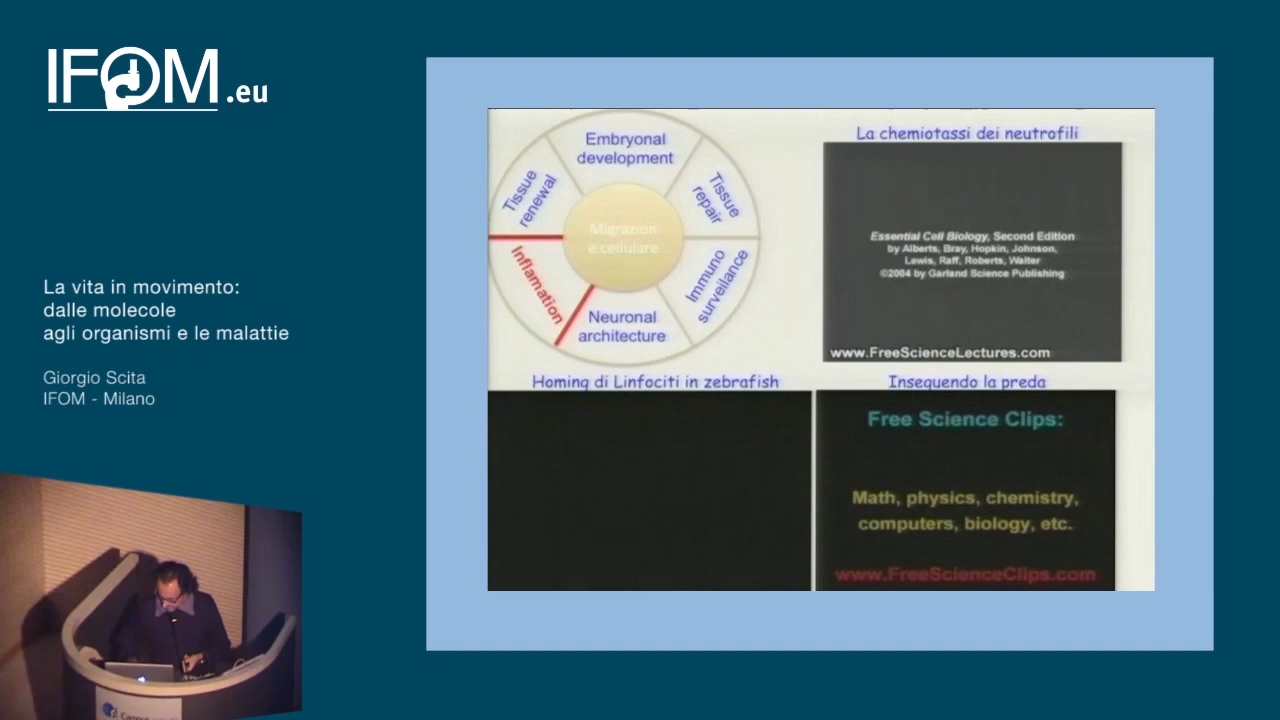 IFOM.eu
La vita in movimento:
dalle molecole
agli organismi e le malattie
Giorgio Scita
IFOM - Milano
Embryonal
development
Tissue
repair
Immuno
surveilance
Neuronal
architecture
Inflamation
Tissue
renewal
Migrazion
e cellulare
La chemiotassi dei neutrofili
Essential Cell Biology, Second Edition
by Alberts, Bray, Hopkin, Johnson,
Lewis, Raff, Roberts, Walter
©2004 by Garland Science Publishing
www.FreeScienceLectures.com
Homing di Linfociti in zebrafish
Inseguendo la preda
Free Science Clips:
Math, physics, chemistry,
computers, biology, etc.
www.FreeScienceClips.com